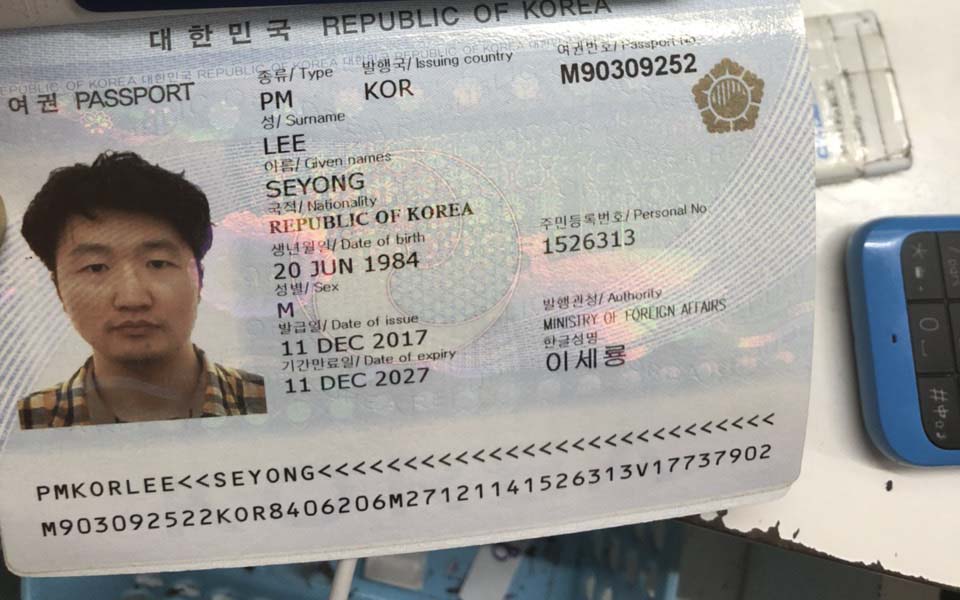 대한민국 REPUBLIC OF KOREA
여권 PASSPORT
종류/ Type 발행국/ Issuing country 여권번호/ Passport No
PM KOR M90309252
성/ Surname
LEE
이름/ Given names
SEYONG
국적/ Nationality
REPUBLIC OF KOREA
생년월일/ Date of birth 주민등록번호/ Personal No
20 JUN 1984 1526313
성별/ Sex
M
발행관청/ Authority
MINISTRY OF FOREIGN AFFAIRS
발급일/ Date of issue 한글성명
11 DEC 2017 이세룡
기간만료일/ Date of expiry
11 DEC 2027
PMKORLEE<<SEYONG<<<<<<<<<<<<<<<<<<<<<<<<<<<<
M903092522KOR8406206M27121141526313V17737902